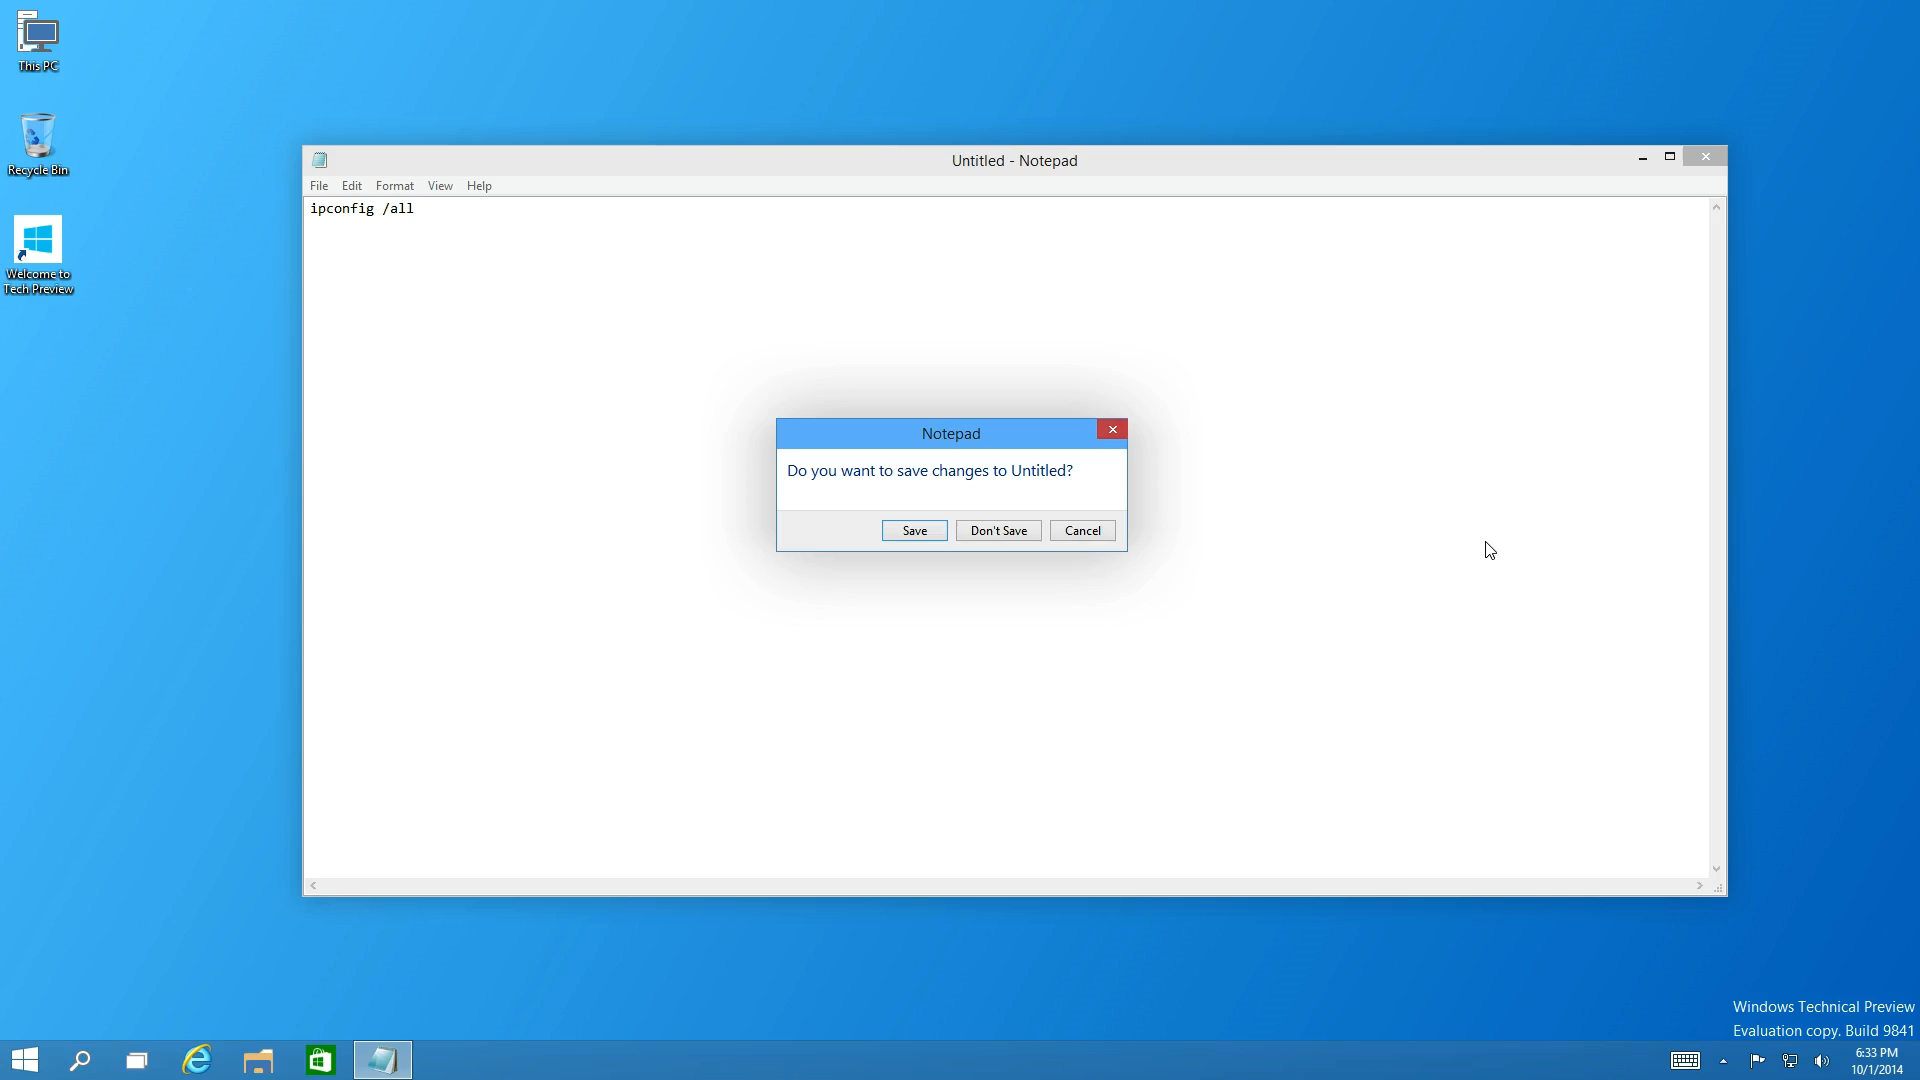 This PC
Recycle Bin
Welcome to
Tech Preview
Untitled - Notepad
File Edit Format View Help
ipconfig /all
Notepad
Do you want to save changes to Untitled?
Save Don't Save Cancel
Windows Technical Preview
Evaluation copy. Build 9841
6:33 PM
10/1/2014